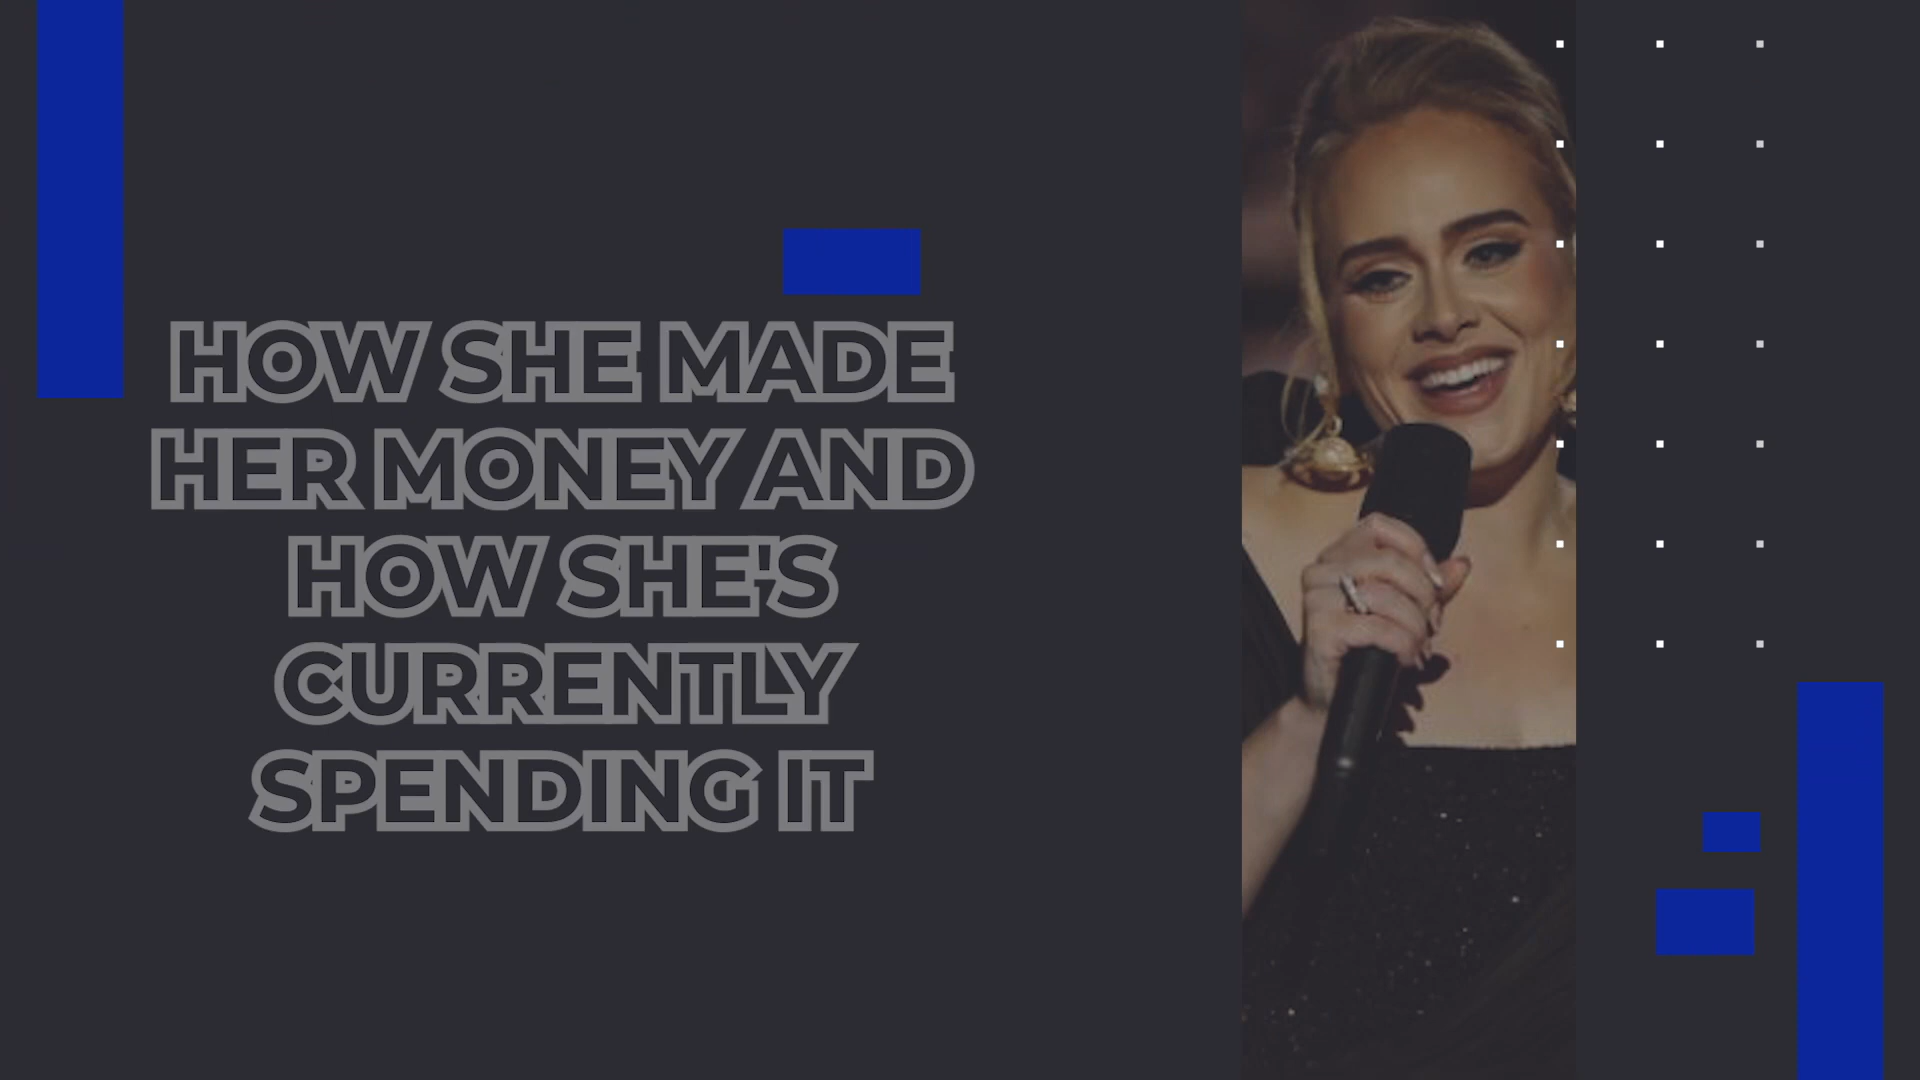 HOW SHE MADE
HER MONEY AND
HOW SHE'S
CURRENTLY
SPENDING IT